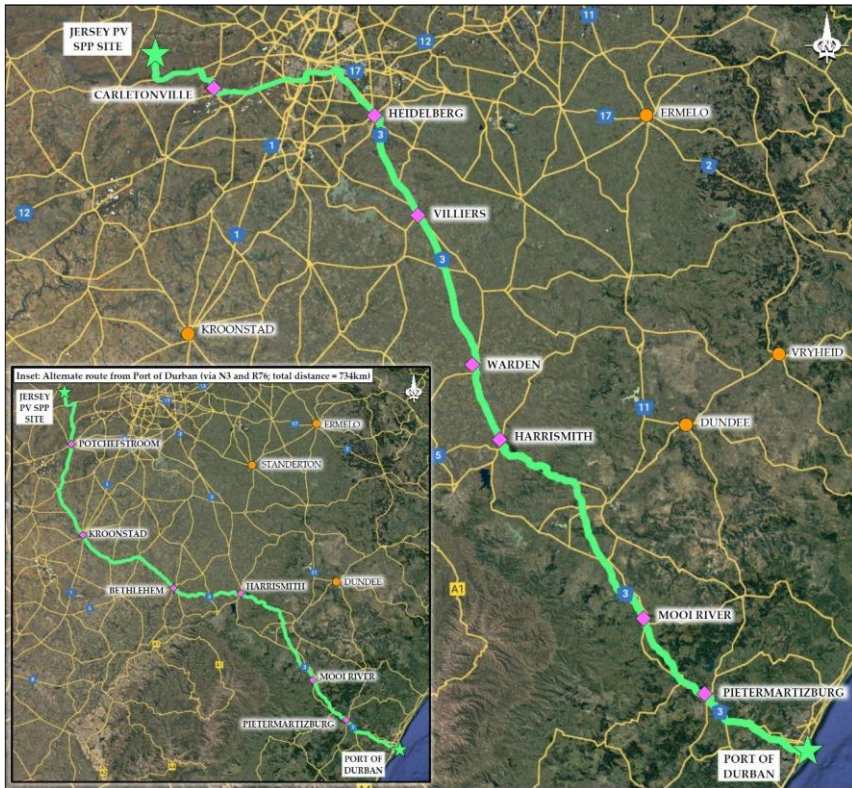 JERSEY PV
SPP SITE
11
12
17
CARLETONVILLE
HEIDELBERG
17
ERMELO
3
1
2
VILLIERS
12
1
3
KROONSTAD
VRYHEID
WARDEN
11
DUNDEE
HARRISMITH
5
A1
3
MOOI RIVER
PIETERMARTIZBURG
3
PORT OF
DURBAN
Inset: Alternate route from Port of Durban (via N3 and R76; total distance = 734km)
JERSEY PV
SPP SITE
ERMELO
POTCHEFSTROOM
STANDERTON
KROONSTAD
BETHLEHEM
HARRISMITH
DUNDEE
MOOI RIVER
PIETERMARTIZBURG
PORT OF
DURBAN